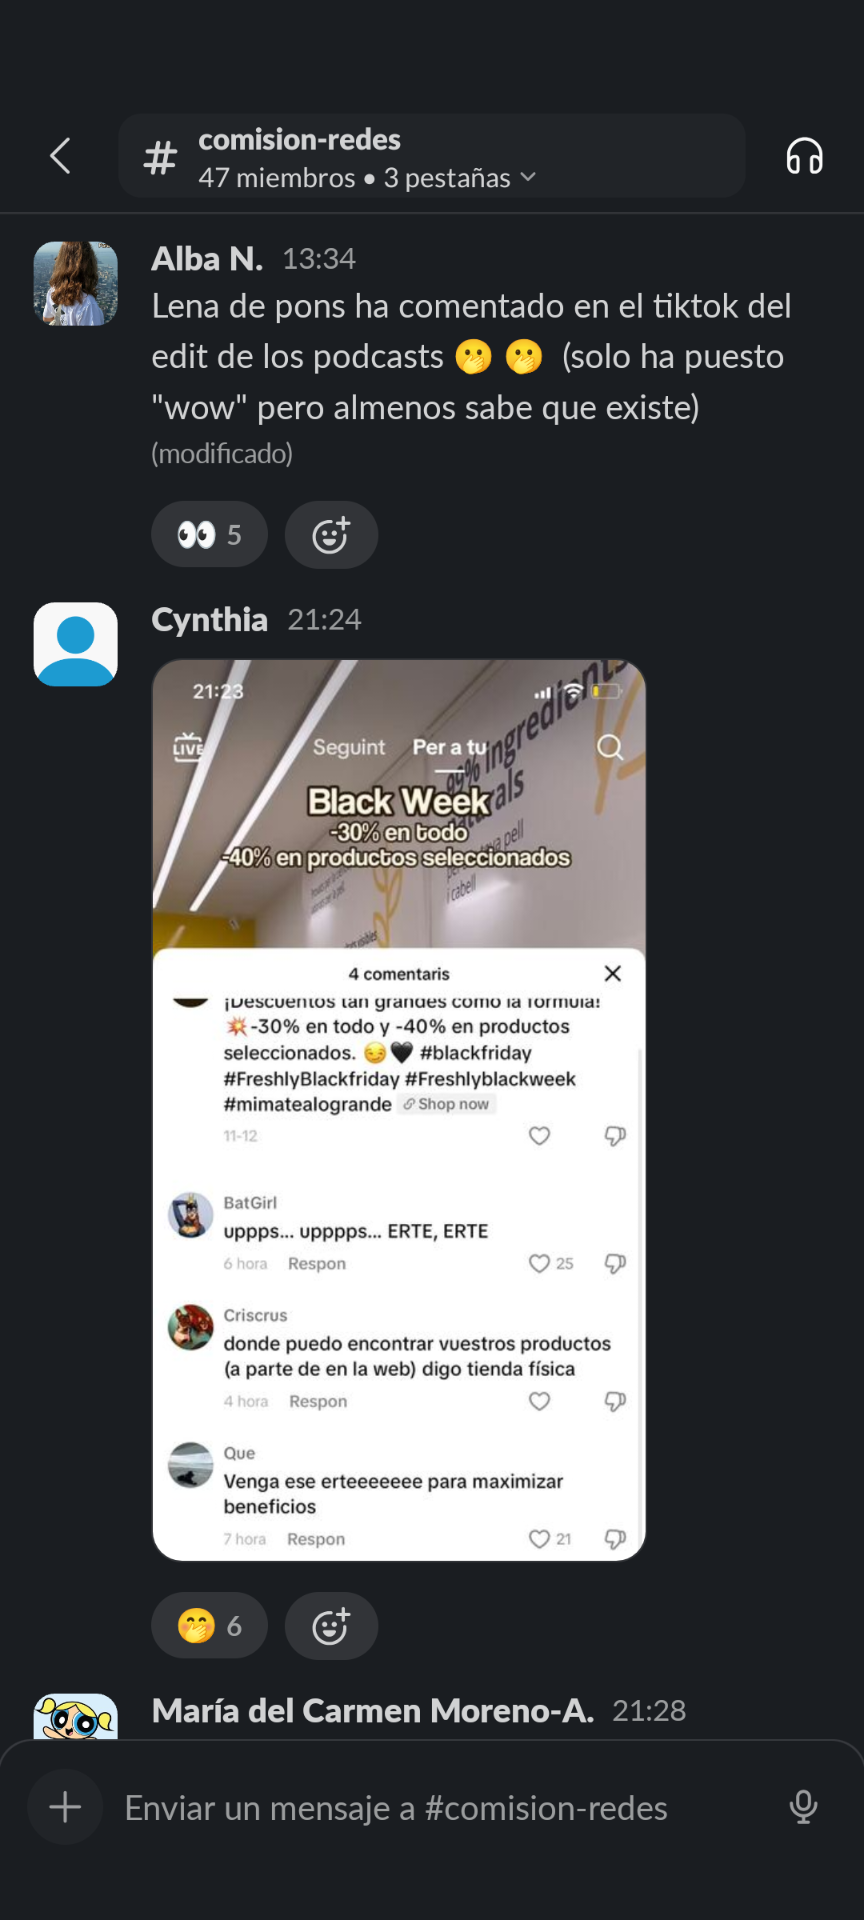 comision-redes
47 miembros • 3 pestañas
Alba N. 13:34
Lena de pons ha comentado en el tiktok del
edit de los podcasts 🫢 🫢 (solo ha puesto
"wow" pero almenos sabe que existe)
(modificado)
👀 5
Cynthia 21:24
21:23
LIVE
Seguint Per a tu
99% ingredients
naturals
Black Week
-30% en todo
-40% en productos seleccionados
pell
i cabell
4 comentaris
¡Descuentos tan grandes como la fórmula!
💥-30% en todo y -40% en productos
seleccionados. 😏🖤 #blackfriday
#FreshlyBlackfriday #Freshlyblackweek
#mimatealogrande Shop now
11-12
BatGirl
uppps... upppps... ERTE, ERTE
6 hora Respon 25
Criscrus
donde puedo encontrar vuestros productos
(a parte de en la web) digo tienda física
4 hora Respon
Que
Venga ese erteeeeeee para maximizar
beneficios
7 hora Respon 21
🤭 6
María del Carmen Moreno-A. 21:28
Enviar un mensaje a #comision-redes